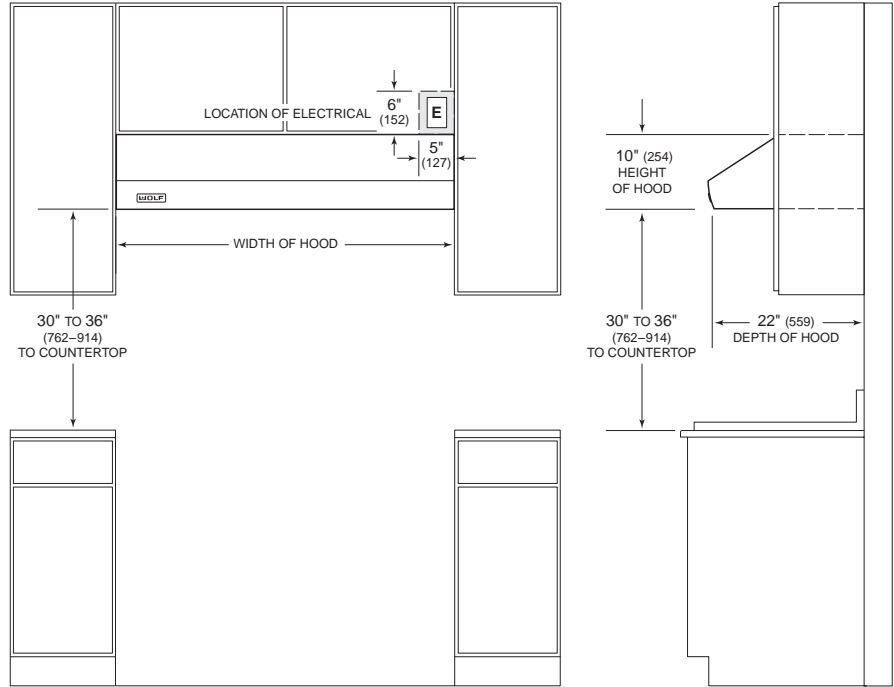 LOCATION OF ELECTRICAL
6"
(152)
E
5"
(127)
WOLF
WIDTH OF HOOD
30" TO 36"
(762–914)
TO COUNTERTOP
10" (254)
HEIGHT
OF HOOD
30" TO 36"
(762–914)
TO COUNTERTOP
22" (559)
DEPTH OF HOOD